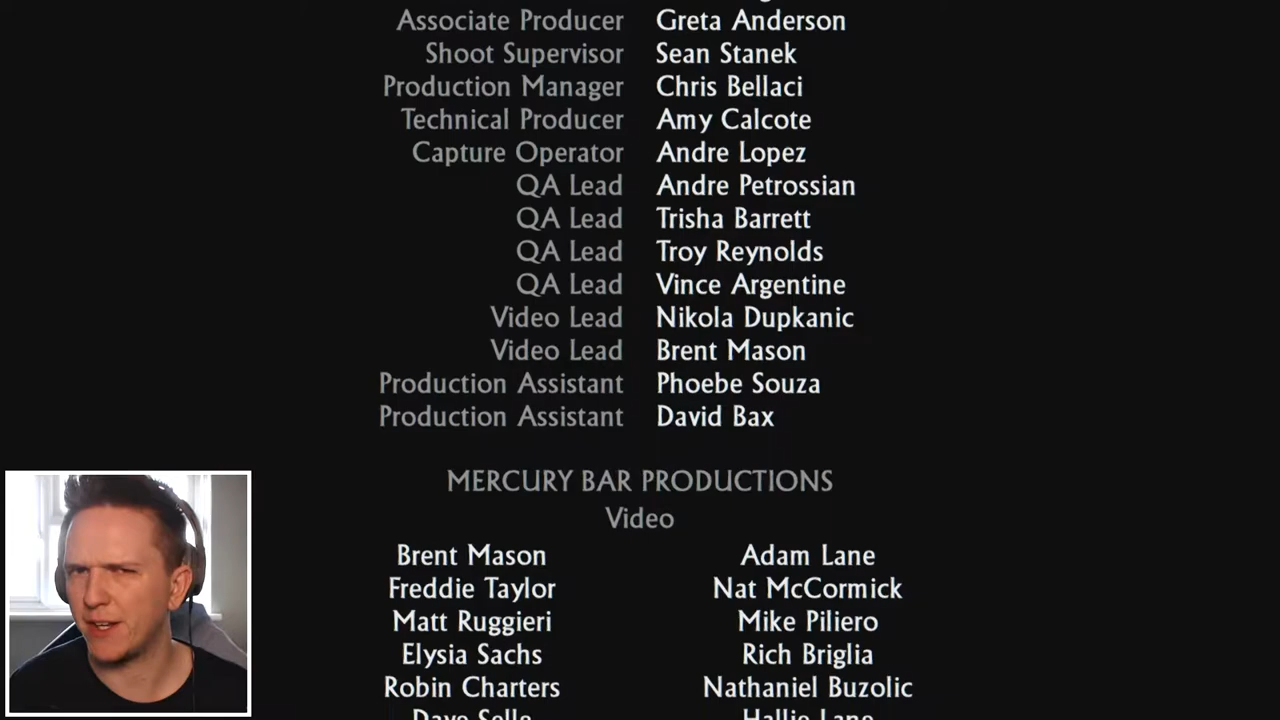 Associate Producer Greta Anderson
Shoot Supervisor Sean Stanek
Production Manager Chris Bellaci
Technical Producer Amy Calcote
Capture Operator Andre Lopez
QA Lead Andre Petrossian
QA Lead Trisha Barrett
QA Lead Troy Reynolds
QA Lead Vince Argentine
Video Lead Nikola Dupkanic
Video Lead Brent Mason
Production Assistant Phoebe Souza
Production Assistant David Bax
MERCURY BAR PRODUCTIONS
Video
Brent Mason Adam Lane
Freddie Taylor Nat McCormick
Matt Ruggieri Mike Piliero
Elysia Sachs Rich Briglia
Robin Charters Nathaniel Buzolic
Dave Selle Hallie Lane